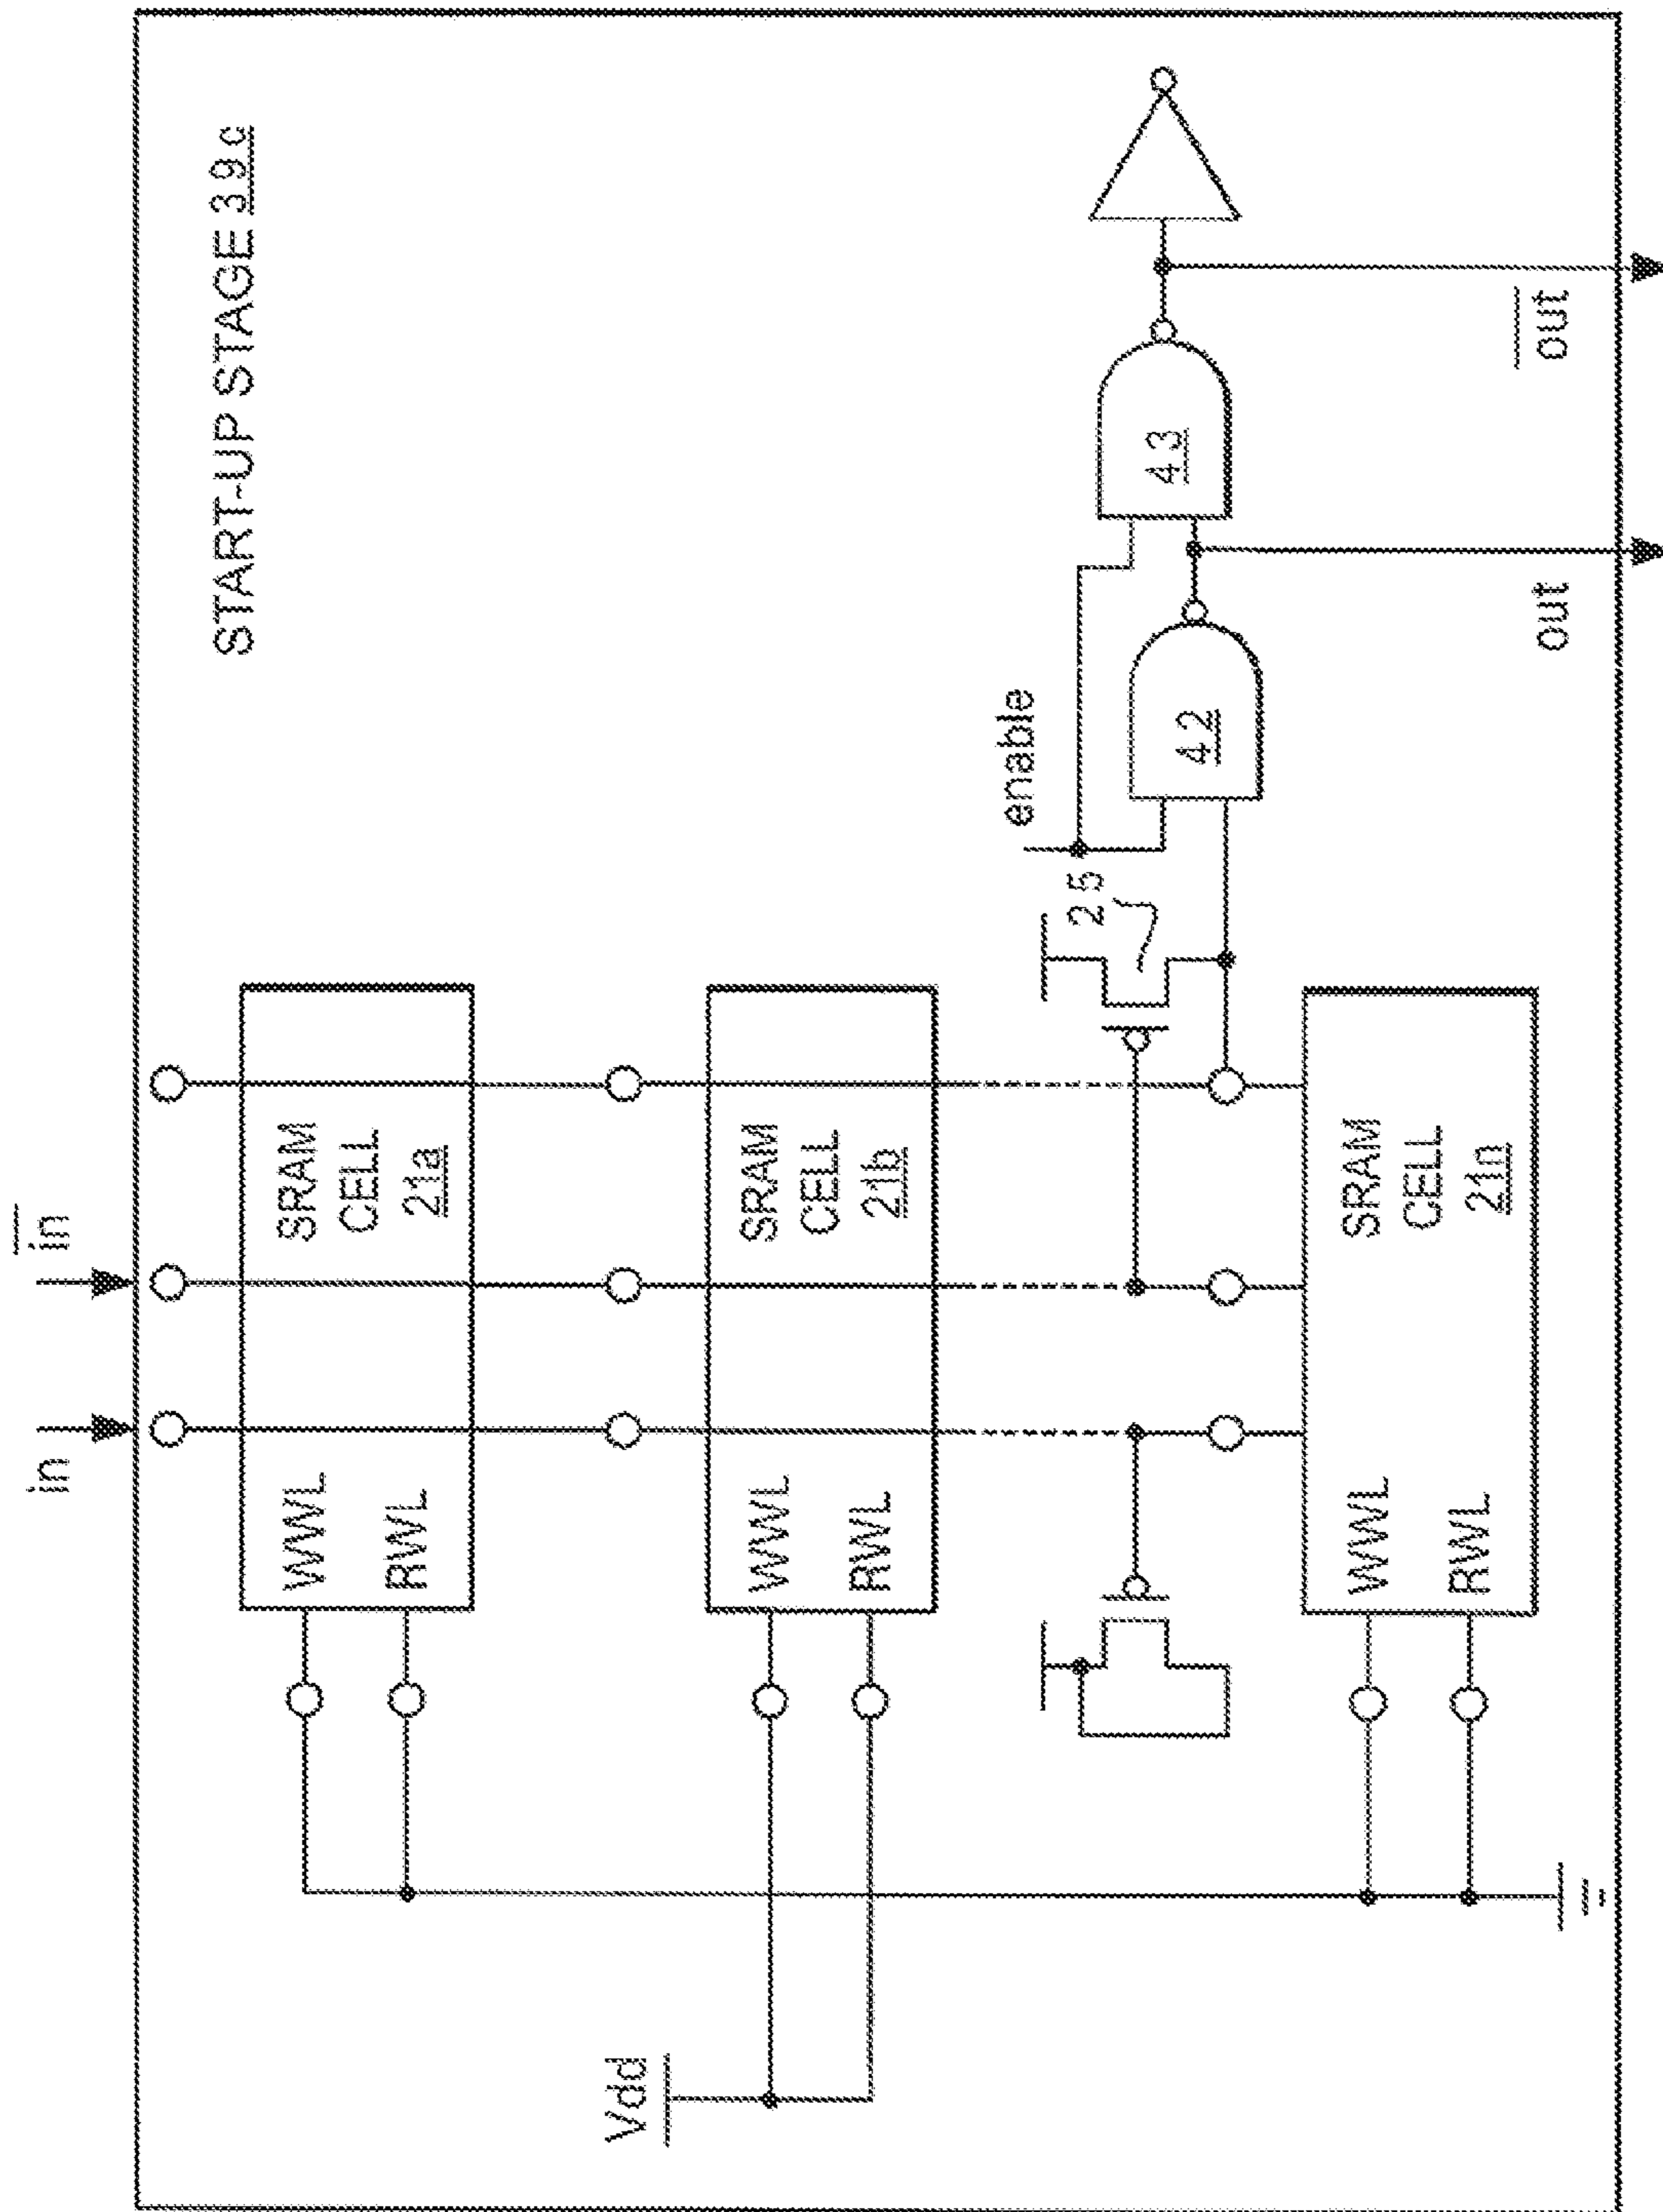 START-UP STAGE 39c
in
in
SRAM
CELL
21a
WWL
RWL
SRAM
CELL
21b
WWL
RWL
Vdd
enable
25
42
43
SRAM
CELL
21n
WWL
RWL
out
out